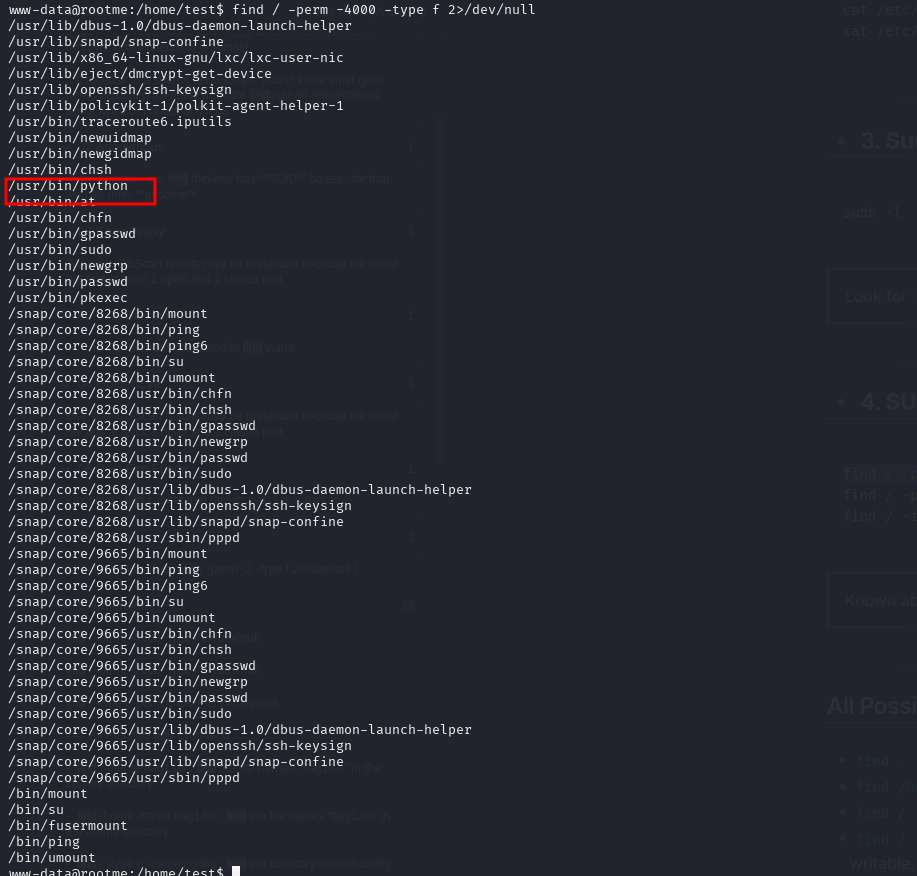 www-data@rootme:/home/test$ find / -perm -4000 -type f 2>/dev/null
/usr/lib/dbus-1.0/dbus-daemon-launch-helper
/usr/lib/snapd/snap-confine
/usr/lib/x86_64-linux-gnu/lxc/lxc-user-nic
/usr/lib/eject/dmcrypt-get-device
/usr/lib/openssh/ssh-keysign
/usr/lib/policykit-1/polkit-agent-helper-1
/usr/bin/traceroute6.iputils
/usr/bin/newuidmap
/usr/bin/newgidmap
/usr/bin/chsh
/usr/bin/python
/usr/bin/at
/usr/bin/chfn
/usr/bin/gpasswd
/usr/bin/sudo
/usr/bin/newgrp
/usr/bin/passwd
/usr/bin/pkexec
/snap/core/8268/bin/mount
/snap/core/8268/bin/ping
/snap/core/8268/bin/ping6
/snap/core/8268/bin/su
/snap/core/8268/bin/umount
/snap/core/8268/usr/bin/chfn
/snap/core/8268/usr/bin/chsh
/snap/core/8268/usr/bin/gpasswd
/snap/core/8268/usr/bin/newgrp
/snap/core/8268/usr/bin/passwd
/snap/core/8268/usr/bin/sudo
/snap/core/8268/usr/lib/dbus-1.0/dbus-daemon-launch-helper
/snap/core/8268/usr/lib/openssh/ssh-keysign
/snap/core/8268/usr/lib/snapd/snap-confine
/snap/core/8268/usr/sbin/pppd
/snap/core/9665/bin/mount
/snap/core/9665/bin/ping
/snap/core/9665/bin/ping6
/snap/core/9665/bin/su
/snap/core/9665/bin/umount
/snap/core/9665/usr/bin/chfn
/snap/core/9665/usr/bin/chsh
/snap/core/9665/usr/bin/gpasswd
/snap/core/9665/usr/bin/newgrp
/snap/core/9665/usr/bin/passwd
/snap/core/9665/usr/bin/sudo
/snap/core/9665/usr/lib/dbus-1.0/dbus-daemon-launch-helper
/snap/core/9665/usr/lib/openssh/ssh-keysign
/snap/core/9665/usr/lib/snapd/snap-confine
/snap/core/9665/usr/sbin/pppd
/bin/mount
/bin/su
/bin/fusermount
/bin/ping
/bin/umount
www-data@rootme:/home/test$
cat /etc/
cat /etc/
3. Su
sudo -l
Look for
4. SU
find / -
find / -
find / -
Known
All Possi
find
find /h
find /
find /
writable